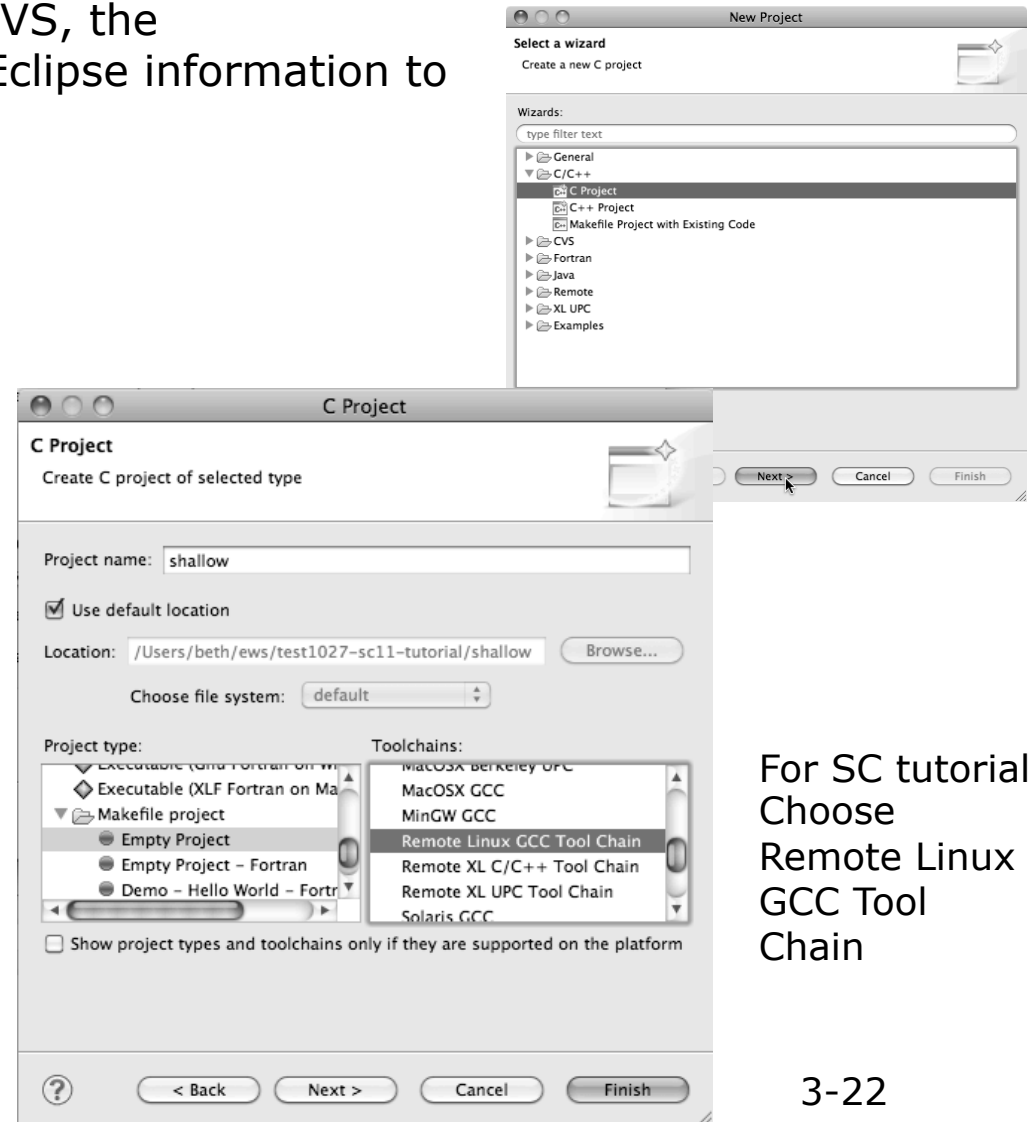 VS, the
Eclipse information to
New Project
Select a wizard
Create a new C project
Wizards:
type filter text
General
C/C++
C Project
C++ Project
Makefile Project with Existing Code
CVS
Fortran
Java
Remote
XL UPC
Examples
Next >
Cancel
Finish
C Project
C Project
Create C project of selected type
Project name: shallow
Use default location
Location: /Users/beth/ews/test1027-sc11-tutorial/shallow Browse...
Choose file system: default
Project type:
Executable (Gnu Fortran on Wi
Executable (XLF Fortran on Ma
Makefile project
Empty Project
Empty Project – Fortran
Demo – Hello World – Fortr
Toolchains:
MacOSX Berkeley UPC
MacOSX GCC
MinGW GCC
Remote Linux GCC Tool Chain
Remote XL C/C++ Tool Chain
Remote XL UPC Tool Chain
Solaris GCC
Show project types and toolchains only if they are supported on the platform
? < Back Next > Cancel Finish
For SC tutorial
Choose
Remote Linux
GCC Tool
Chain
3-22